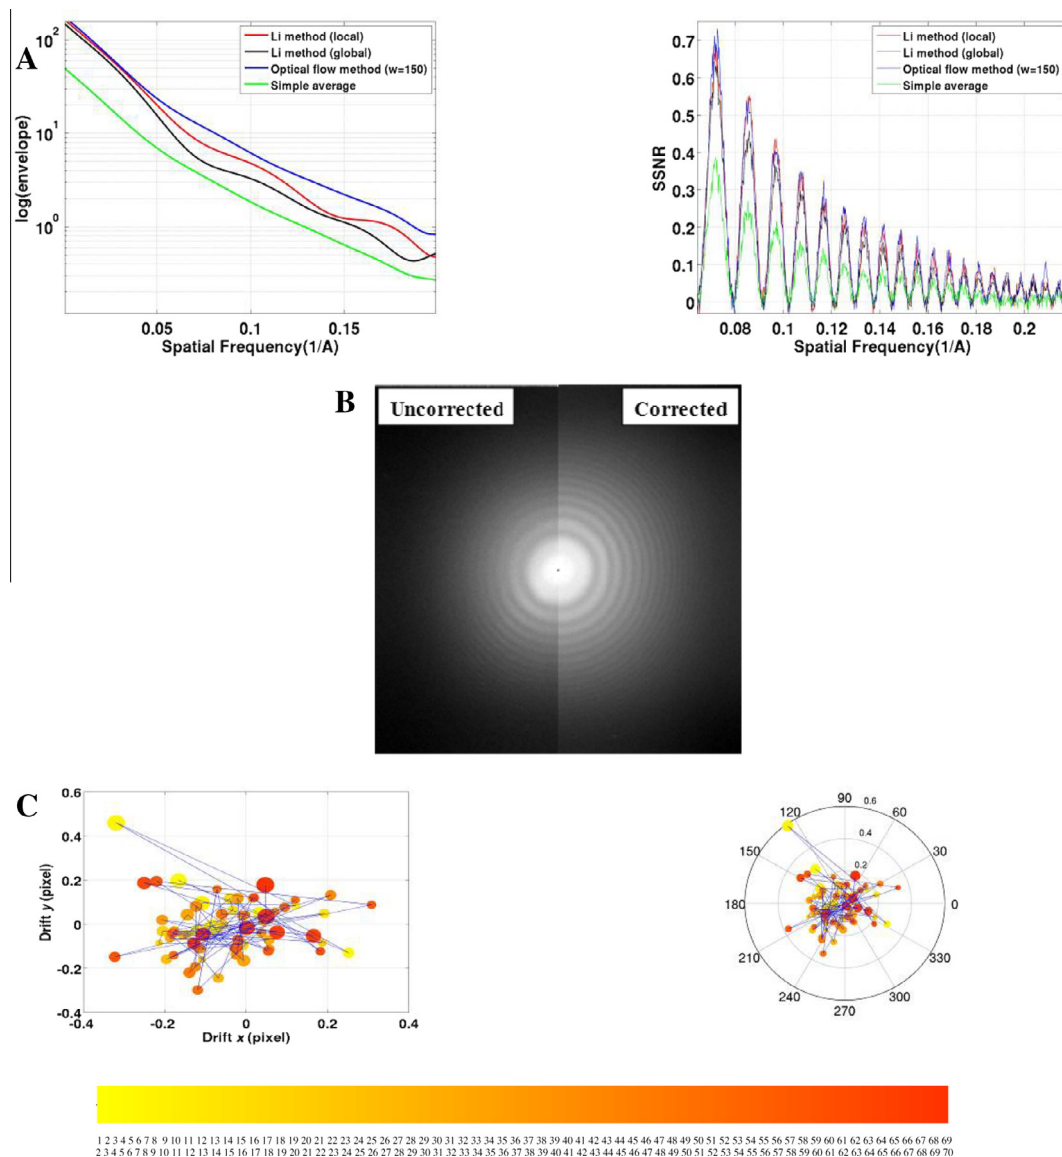 A
10²
10¹
10⁰
log(envelope)
Li method (local)
Li method (global)
Optical flow method (w=150)
Simple average
0.05 0.1 0.15
Spatial Frequency(1/A)
0.7
0.6
0.5
0.4
0.3
0.2
0.1
0
SSNR
Li method (local)
Li method (global)
Optical flow method (w=150)
Simple average
0.08 0.1 0.12 0.14 0.16 0.18 0.2
Spatial Frequency(1/A)
B
Uncorrected
Corrected
C
0.6
0.4
0.2
0
-0.2
-0.4
Drift y (pixel)
-0.4 -0.2 0 0.2 0.4
Drift x (pixel)
90
120 0.6 60
0.4
150 30
0.2
180 0
210 330
240 300
270
1 2 3 4 5 6 7 8 9 10 11 12 13 14 15 16 17 18 19 20 21 22 23 24 25 26 27 28 29 30 31 32 33 34 35 36 37 38 39 40 41 42 43 44 45 46 47 48 49 50 51 52 53 54 55 56 57 58 59 60 61 62 63 64 65 66 67 68 69
2 3 4 5 6 7 8 9 10 11 12 13 14 15 16 17 18 19 20 21 22 23 24 25 26 27 28 29 30 31 32 33 34 35 36 37 38 39 40 41 42 43 44 45 46 47 48 49 50 51 52 53 54 55 56 57 58 59 60 61 62 63 64 65 66 67 68 69 70